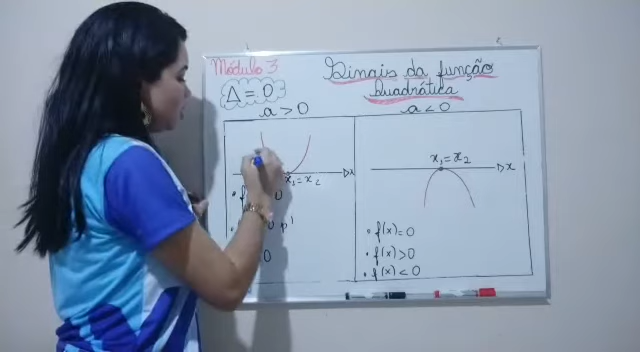 Módulo 3
Sinais da função
Quadrática
Δ = 0
a > 0
a < 0
x
x₁ = x₂
x₁ = x₂
x
• f(x) = 0
• f(x) > 0
• f(x) < 0